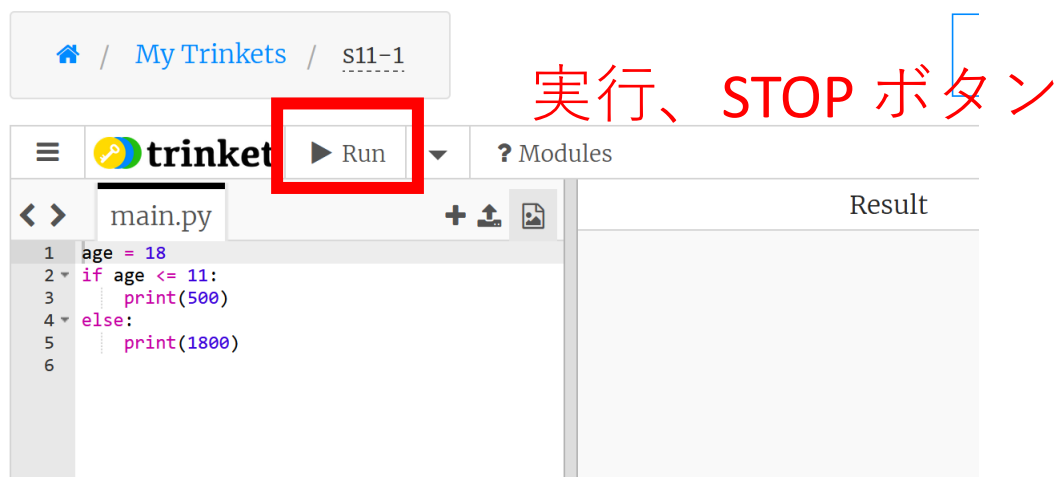 My Trinkets / s11-1
実行、STOP ボタン
trinket Run ? Modules
main.py
Result
1 age = 18
2 if age <= 11:
3     print(500)
4 else:
5     print(1800)
6